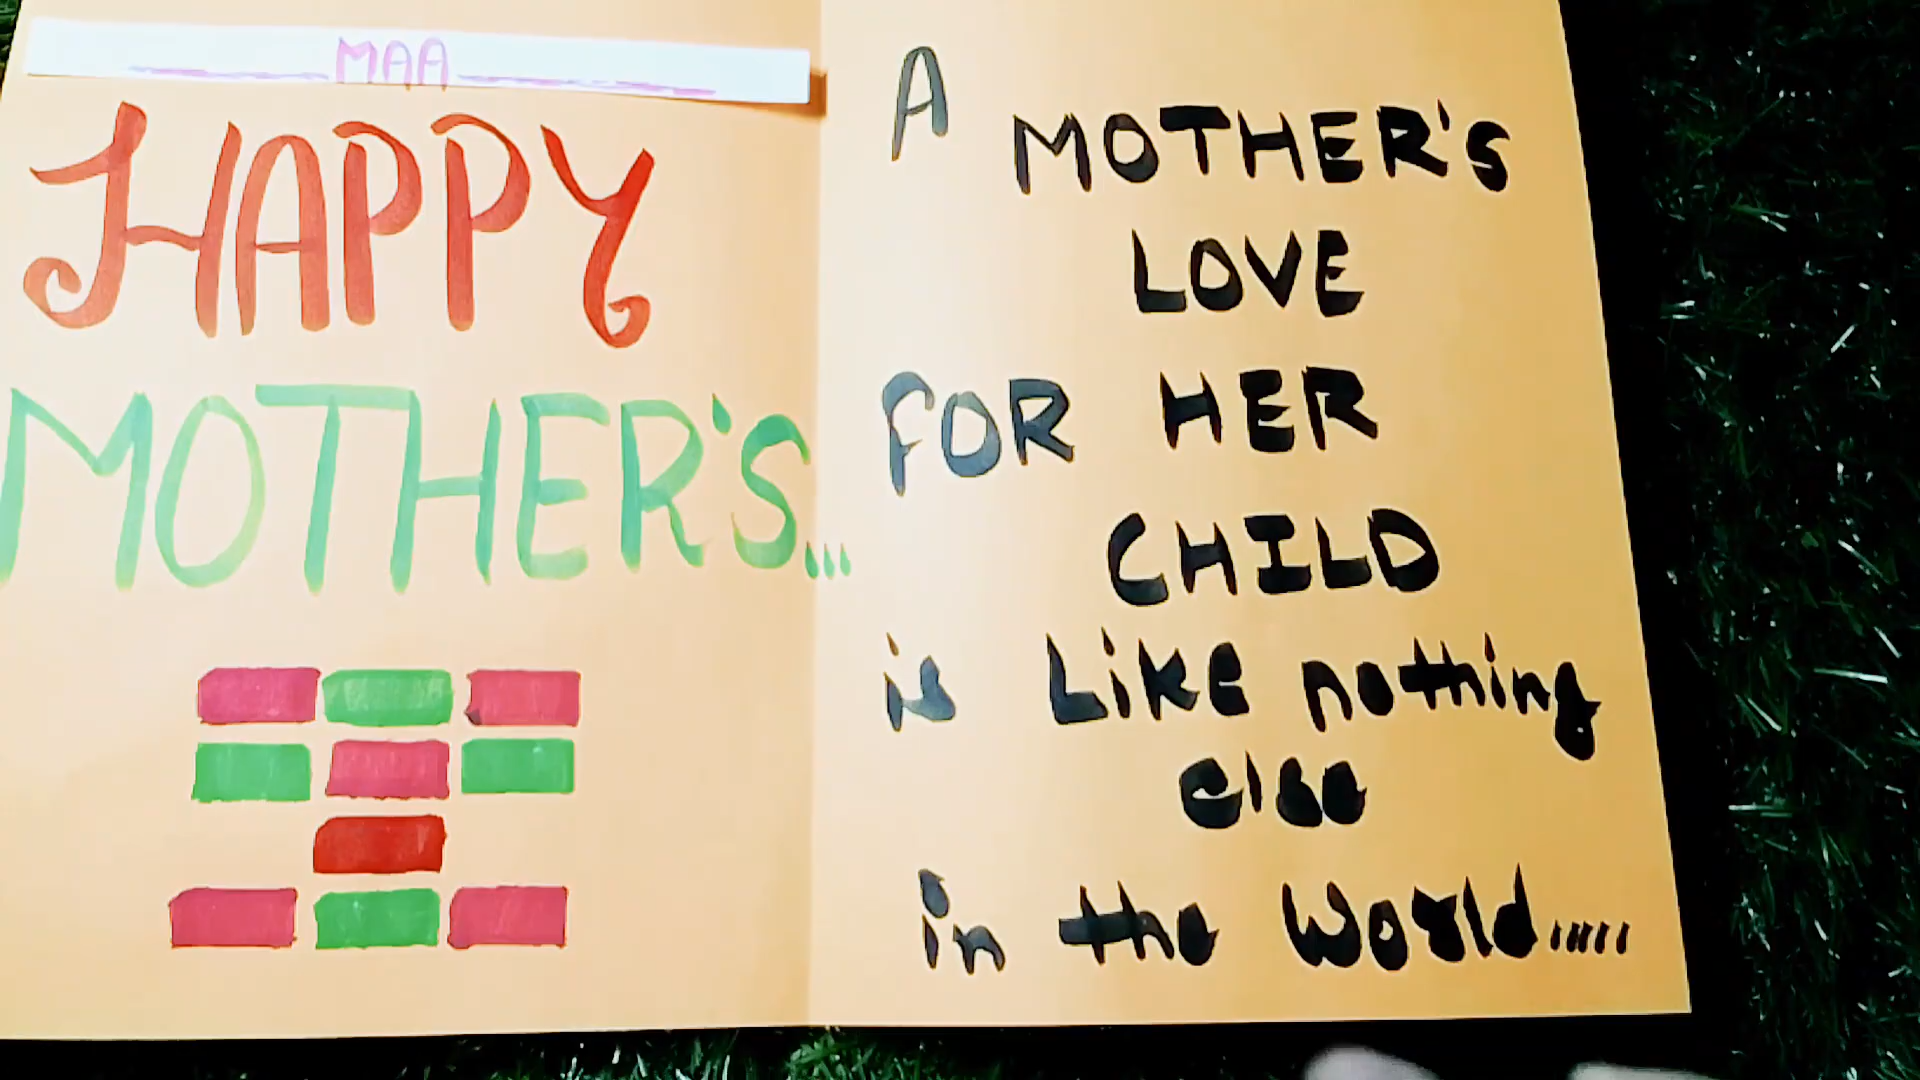 MAA
HAPPY
MOTHER'S...
A
MOTHER'S
LOVE
FOR HER
CHILD
is Like nothing
else
in the World.....